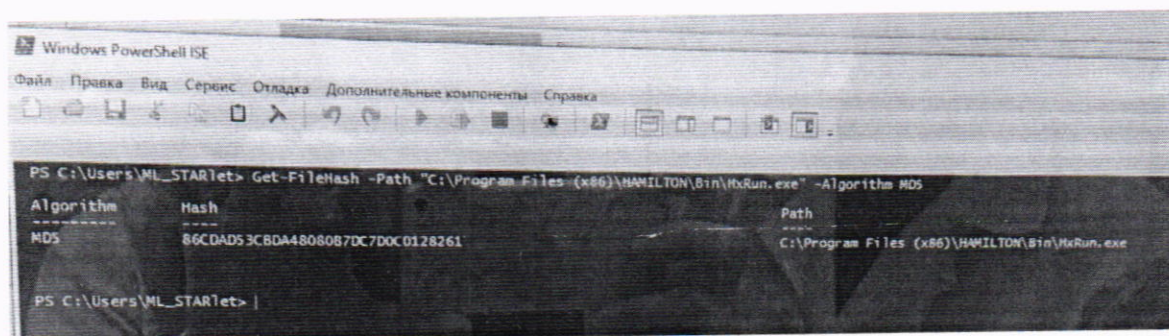 Windows PowerShell ISE
Файл Правка Вид Сервис Отладка Дополнительные компоненты Справка
PS C:\Users\ML_STARlet> Get-FileHash -Path "C:\Program Files (x86)\HAMILTON\Bin\HxRun.exe" -Algorithm MD5
Algorithm Hash Path
--------- ---- ----
MD5 86CDAD53CBDA48080B7DC7D0C0128261 C:\Program Files (x86)\HAMILTON\Bin\HxRun.exe
PS C:\Users\ML_STARlet>